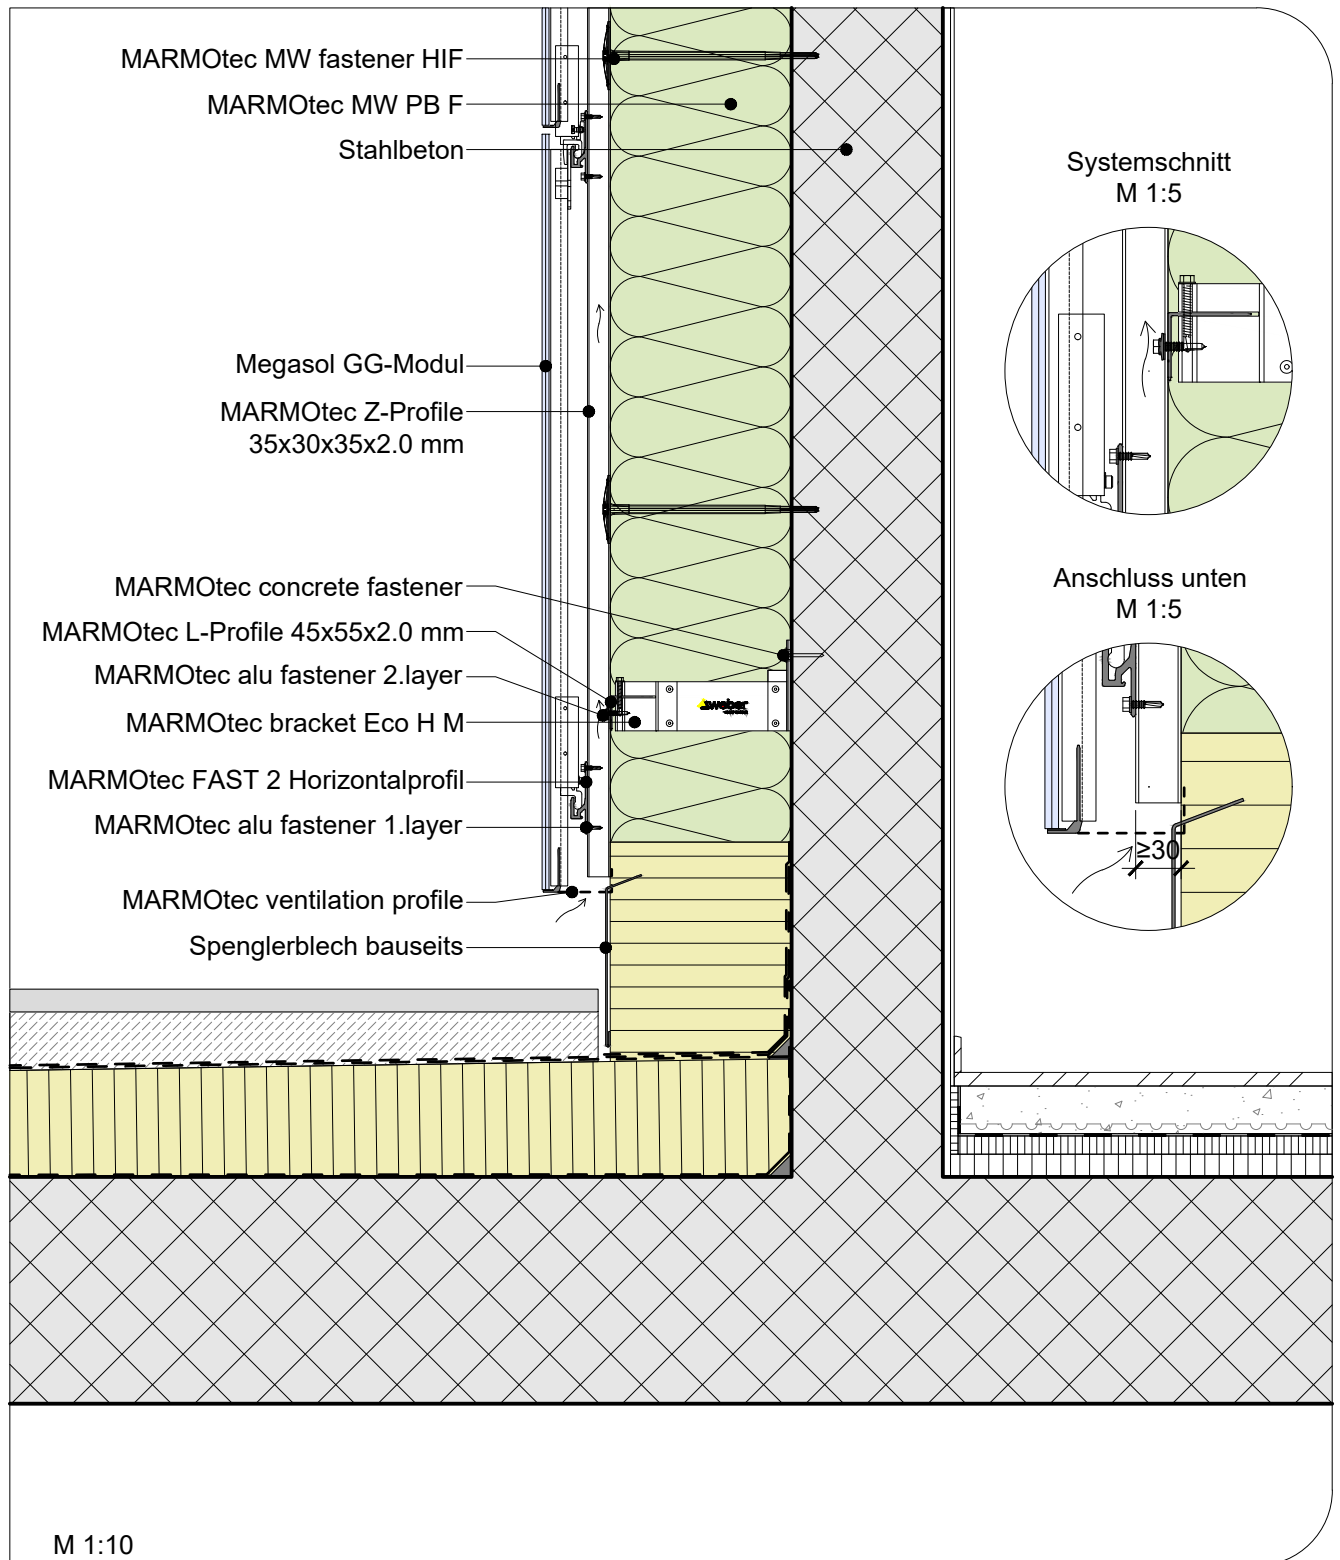 MARMOtec MW fastener HIF
MARMOtec MW PB F
Stahlbeton
Megasol GG-Modul
MARMOtec Z-Profile
35x30x35x2.0 mm
MARMOtec concrete fastener
MARMOtec L-Profile 45x55x2.0 mm
MARMOtec alu fastener 2.layer
MARMOtec bracket Eco H M
MARMOtec FAST 2 Horizontalprofil
MARMOtec alu fastener 1.layer
MARMOtec ventilation profile
Spenglerblech bauseits
weber
Systemschnitt
M 1:5
Anschluss unten
M 1:5
≥30
M 1:10